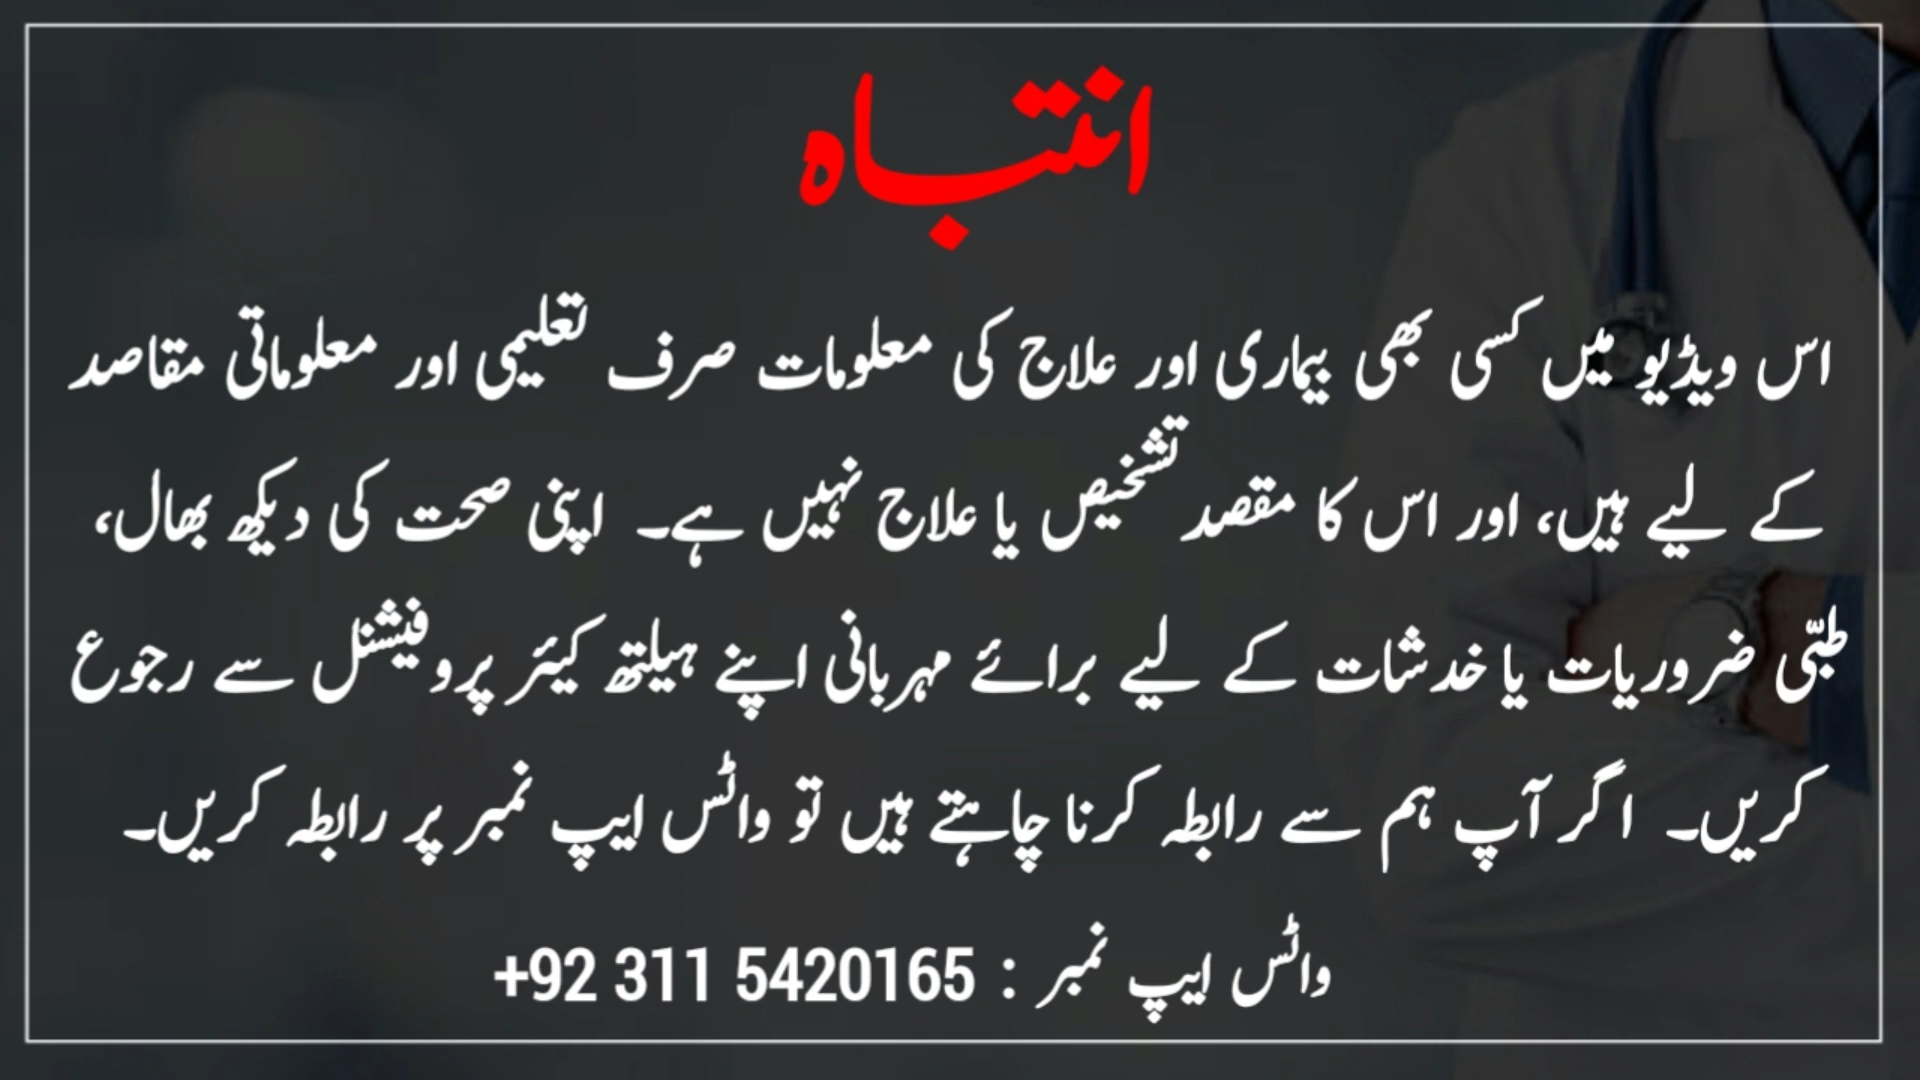 انتباہ
اس ویڈیو میں کسی بھی بیماری اور علاج کی معلومات صرف تعلیمی اور معلوماتی مقاصد
کے لیے ہیں، اور اس کا مقصد تشخیص یا علاج نہیں ہے۔ اپنی صحت کی دیکھ بھال،
طبّی ضروریات یا خدشات کے لیے برائے مہربانی اپنے ہیلتھ کیئر پروفیشنل سے رجوع
کریں۔ اگر آپ ہم سے رابطہ کرنا چاہتے ہیں تو واٹس ایپ نمبر پر رابطہ کریں۔
واٹس ایپ نمبر : +92 311 5420165